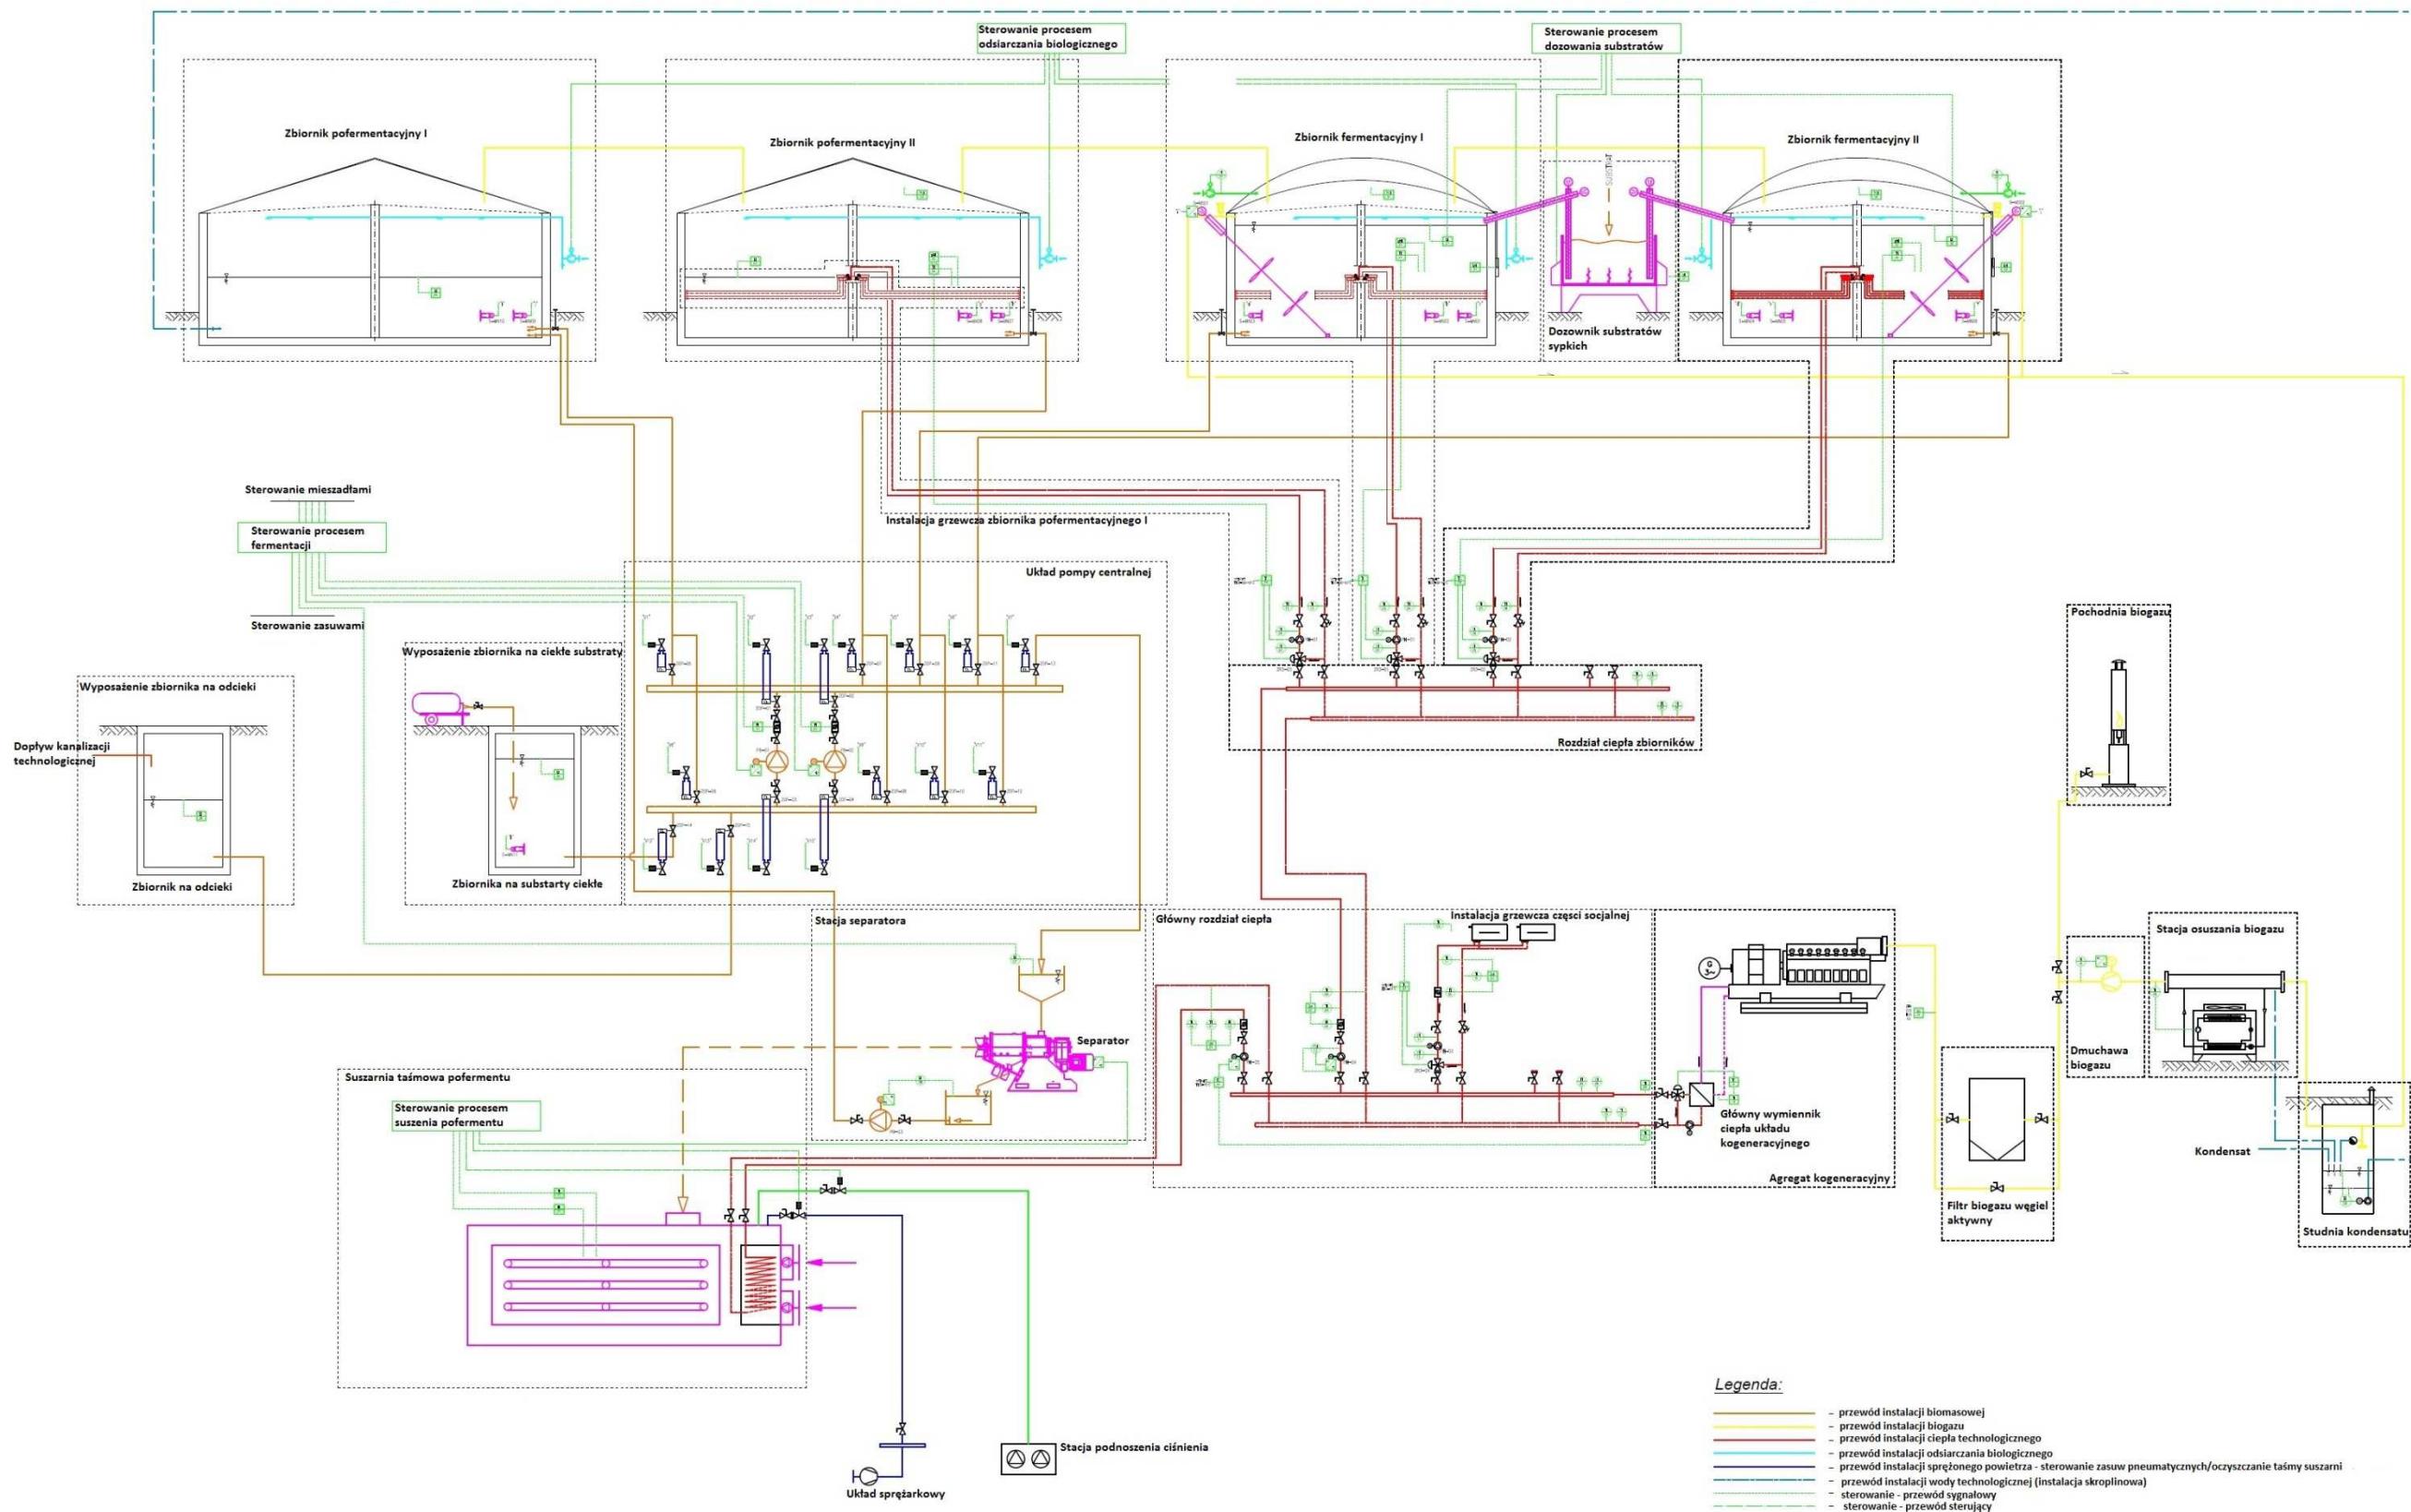 Sterowanie procesem
odsiarczania biologicznego
Sterowanie procesem
dozowania substratów
Zbiornik pofermentacyjny I
Zbiornik pofermentacyjny II
Zbiornik fermentacyjny I
Zbiornik fermentacyjny II
SUBSTRAT
Dozownik substratów
sypkich
Sterowanie mieszadłami
Sterowanie procesem
fermentacji
Sterowanie zasuwami
Instalacja grzewcza zbiornika pofermentacyjnego I
Układ pompy centralnej
Wyposażenie zbiornika na ciekłe substraty
Wyposażenie zbiornika na odcieki
Dopływ kanalizacji
technologicznej
Zbiornik na odcieki
Zbiornika na substarty ciekłe
Rozdział ciepła zbiorników
Pochodnia biogazu
Stacja separatora
Separator
Główny rozdział ciepła
Instalacja grzewcza częsci socjalnej
G
3~
Główny wymiennik
ciepła układu
kogeneracyjnego
Agregat kogeneracyjny
Stacja osuszania biogazu
Dmuchawa
biogazu
Filtr biogazu węgiel
aktywny
Kondensat
Studnia kondensatu
Suszarnia taśmowa pofermentu
Sterowanie procesem
suszenia pofermentu
Stacja podnoszenia ciśnienia
Układ sprężarkowy
Legenda:
– przewód instalacji biomasowej
– przewód instalacji biogazu
– przewód instalacji ciepła technologicznego
– przewód instalacji odsiarczania biologicznego
– przewód instalacji sprężonego powietrza - sterowanie zasuw pneumatycznych/oczyszczanie taśmy suszarni
– przewód instalacji wody technologicznej (instalacja skroplinowa)
– sterowanie - przewód sygnałowy
– sterowanie - przewód sterujący